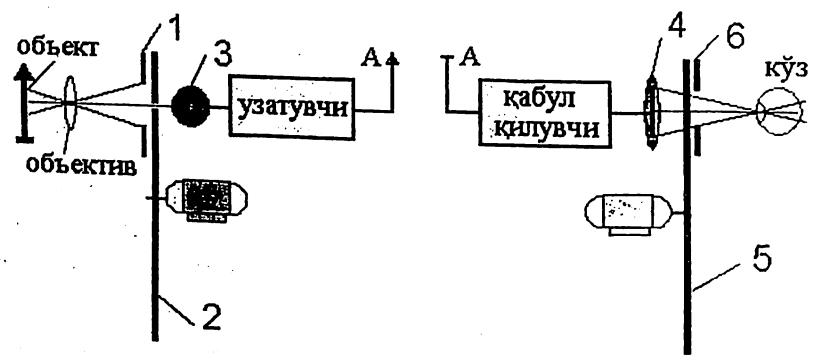 объект
1
3
А
узатувчи
объектив
2
А
қабул
қилувчи
4
6
кўз
5